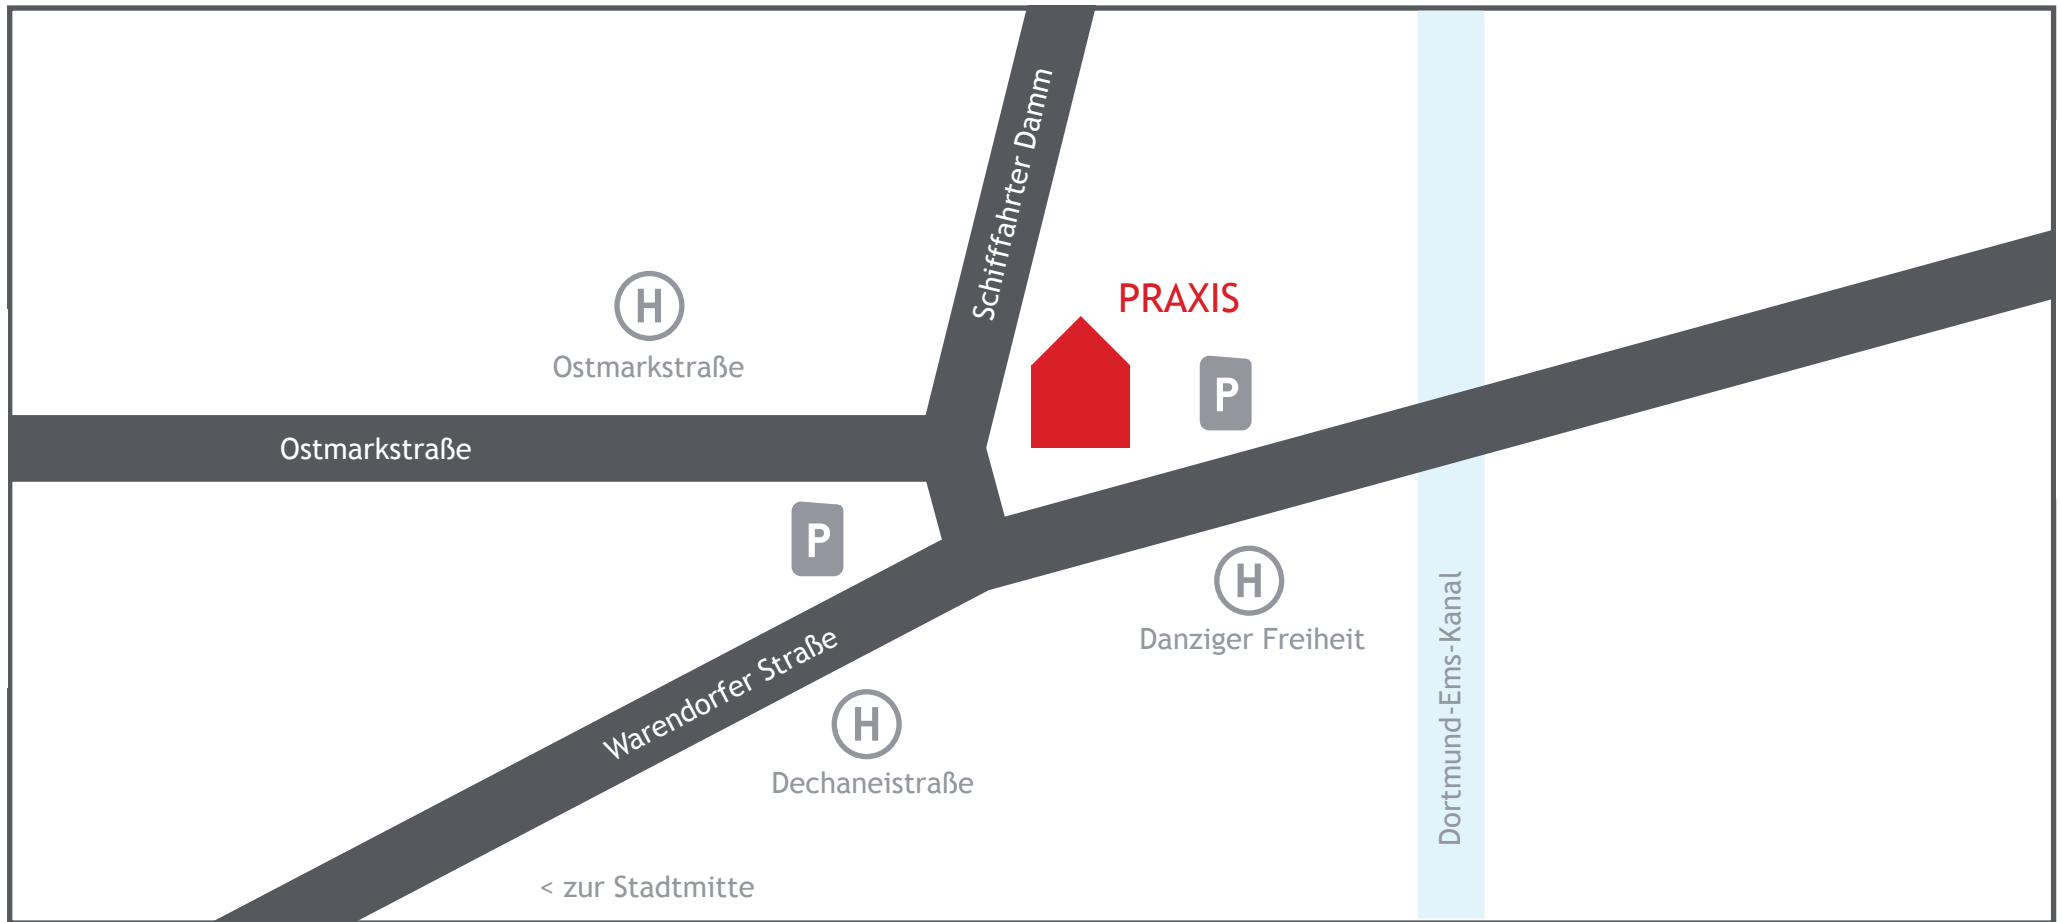 Schifffahrter Damm
PRAXIS
H
Ostmarkstraße
P
Ostmarkstraße
P
H
Danziger Freiheit
Warendorfer Straße
H
Dechaneistraße
Dortmund-Ems-Kanal
< zur Stadtmitte